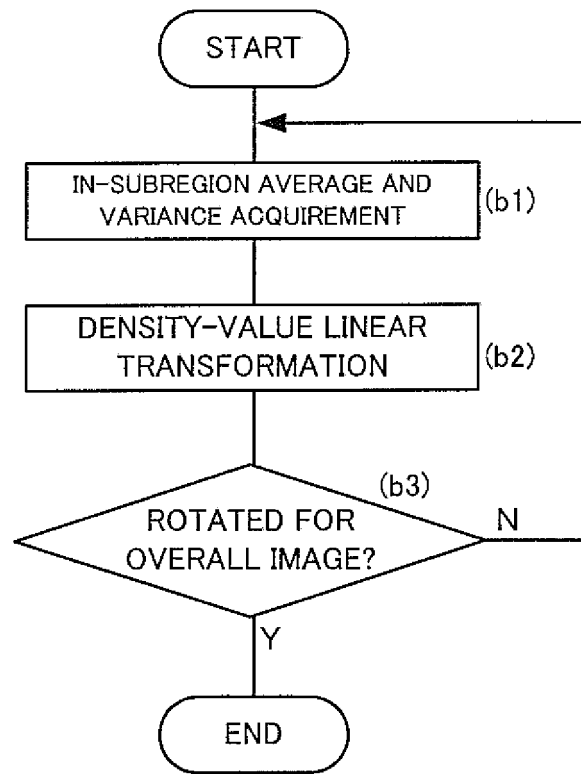 START
IN-SUBREGION AVERAGE AND
VARIANCE ACQUIREMENT
(b1)
DENSITY-VALUE LINEAR
TRANSFORMATION
(b2)
(b3)
ROTATED FOR
OVERALL IMAGE?
N
Y
END